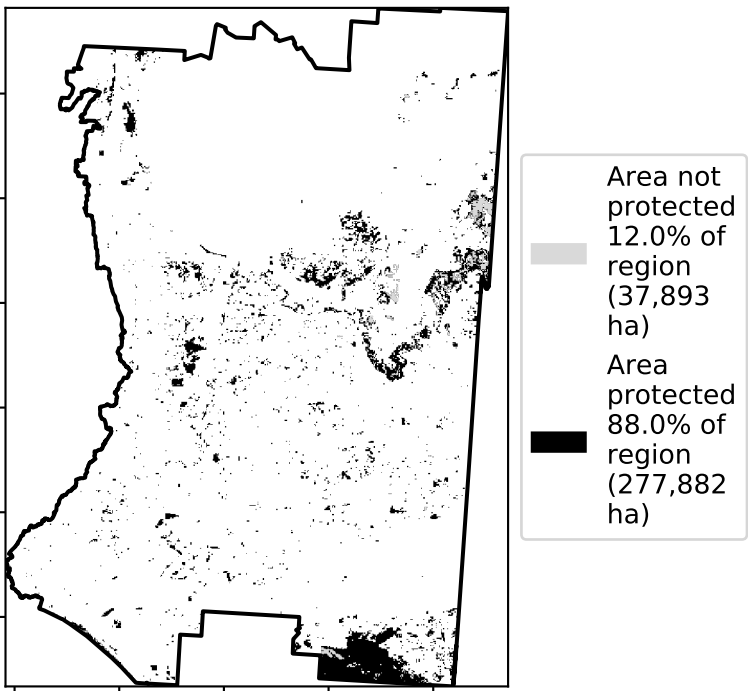 Area not
protected
12.0% of
region
(37,893
ha)
Area
protected
88.0% of
region
(277,882
ha)